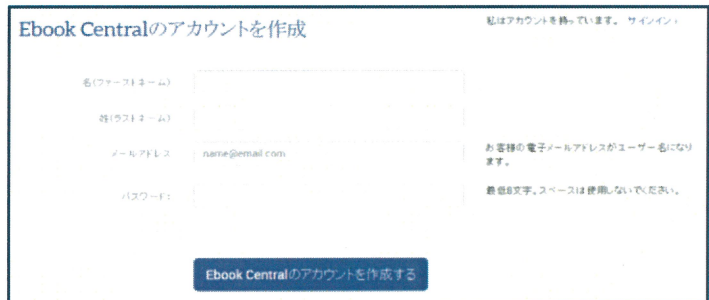 Ebook Centralのアカウントを作成
私はアカウントを持っています。 サインイン ›
名(ファーストネーム)
姓(ラストネーム)
メールアドレス
name@email.com
お客様の電子メールアドレスがユーザー名になり
ます。
パスワード:
最低8文字。スペースは使用しないでください。
Ebook Centralのアカウントを作成する